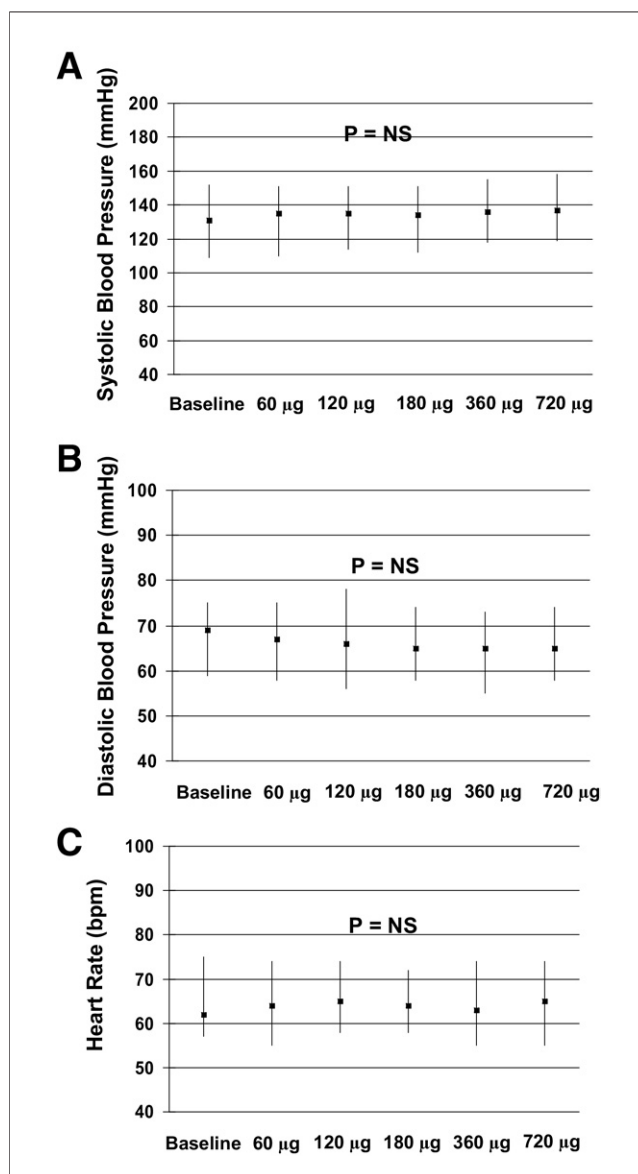 A
Systolic Blood Pressure (mmHg)
200
180
160
140
120
100
80
60
40
P = NS
Baseline 60 µg 120 µg 180 µg 360 µg 720 µg
B
Diastolic Blood Pressure (mmHg)
100
90
80
70
60
50
40
P = NS
Baseline 60 µg 120 µg 180 µg 360 µg 720 µg
C
Heart Rate (bpm)
100
90
80
70
60
50
40
P = NS
Baseline 60 µg 120 µg 180 µg 360 µg 720 µg